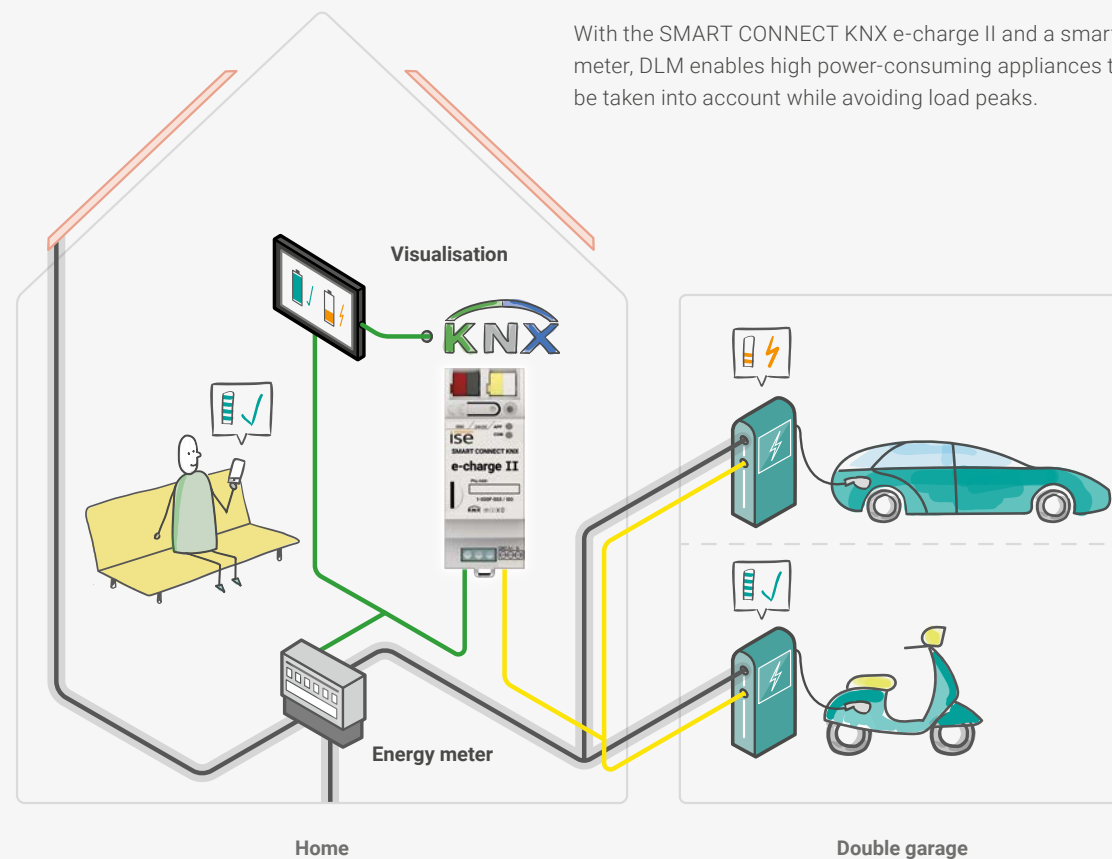 With the SMART CONNECT KNX e-charge II and a smart
meter, DLM enables high power-consuming appliances t
be taken into account while avoiding load peaks.
Visualisation
KNX
ise
SMART CONNECT KNX
e-charge II
Energy meter
Home
Double garage